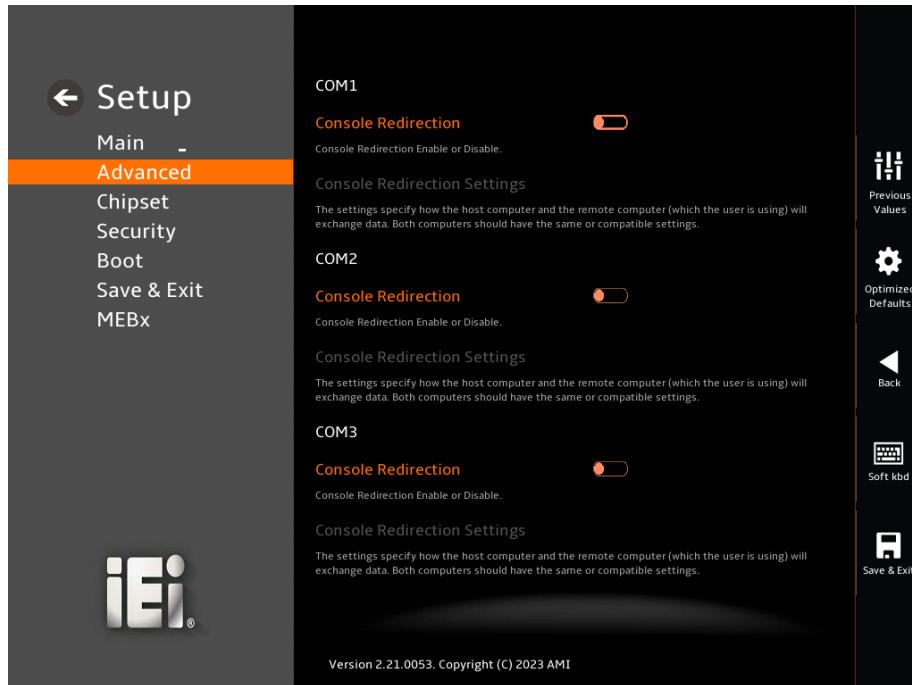 Setup
Main
Advanced
Chipset
Security
Boot
Save & Exit
MEBx
iEi®
COM1
Console Redirection
Console Redirection Enable or Disable.
Console Redirection Settings
The settings specify how the host computer and the remote computer (which the user is using) will
exchange data. Both computers should have the same or compatible settings.
COM2
Console Redirection
Console Redirection Enable or Disable.
Console Redirection Settings
The settings specify how the host computer and the remote computer (which the user is using) will
exchange data. Both computers should have the same or compatible settings.
COM3
Console Redirection
Console Redirection Enable or Disable.
Console Redirection Settings
The settings specify how the host computer and the remote computer (which the user is using) will
exchange data. Both computers should have the same or compatible settings.
Version 2.21.0053. Copyright (C) 2023 AMI
Previous
Values
Optimized
Defaults
Back
Soft kbd
Save & Exit